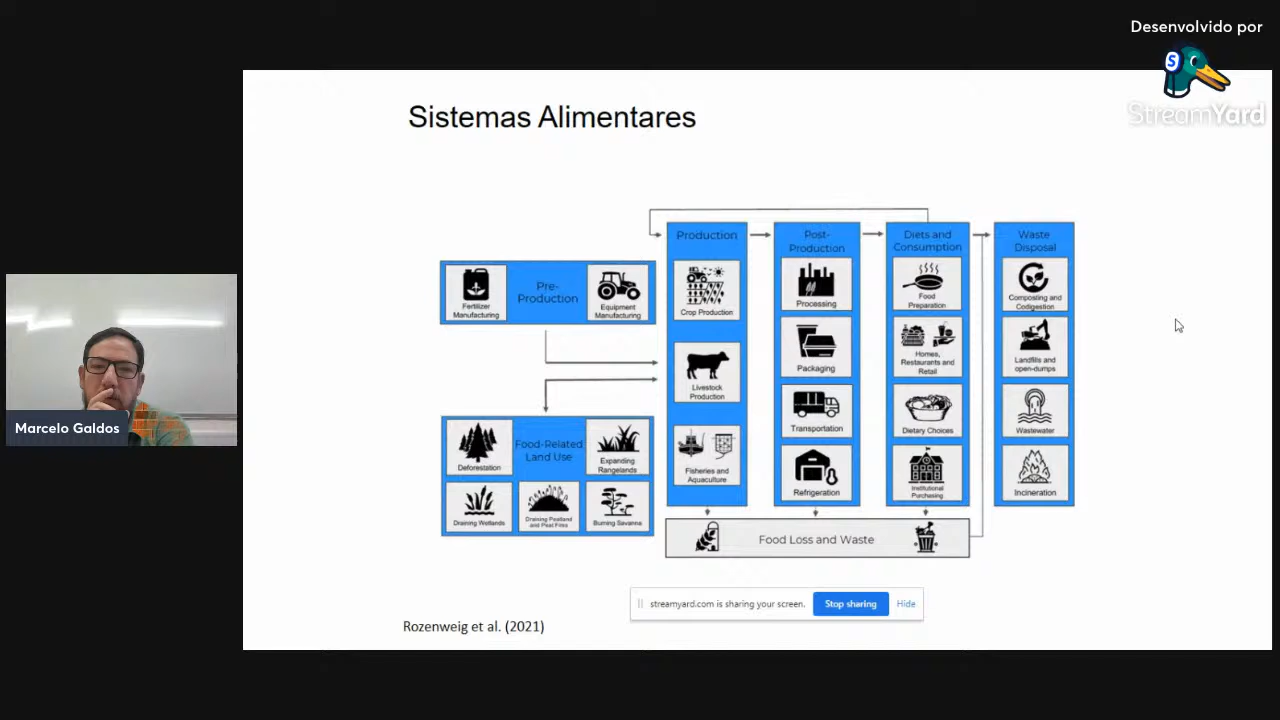 Desenvolvido por
S
StreamYard
Sistemas Alimentares
Production
Post-
Production
Diets and
Consumption
Waste
Disposal
Fertilizer
Manufacturing
Pre-
Production
Equipment
Manufacturing
Crop Production
Processing
Food
Preparation
Composting and
Codigestion
Livestock
Production
Packaging
Homes,
Restaurants and
Retail
Landfills and
open-dumps
Marcelo Galdos
Transportation
Dietary Choices
Wastewater
Deforestation
Food-Related
Land Use
Expanding
Rangelands
Fisheries and
Aquaculture
Refrigeration
Institutional
Purchasing
Incineration
Draining Wetlands
Draining Peatland
and Peat Fires
Burning Savanna
Food Loss and Waste
streamyard.com is sharing your screen.
Stop sharing
Hide
Rozenweig et al. (2021)